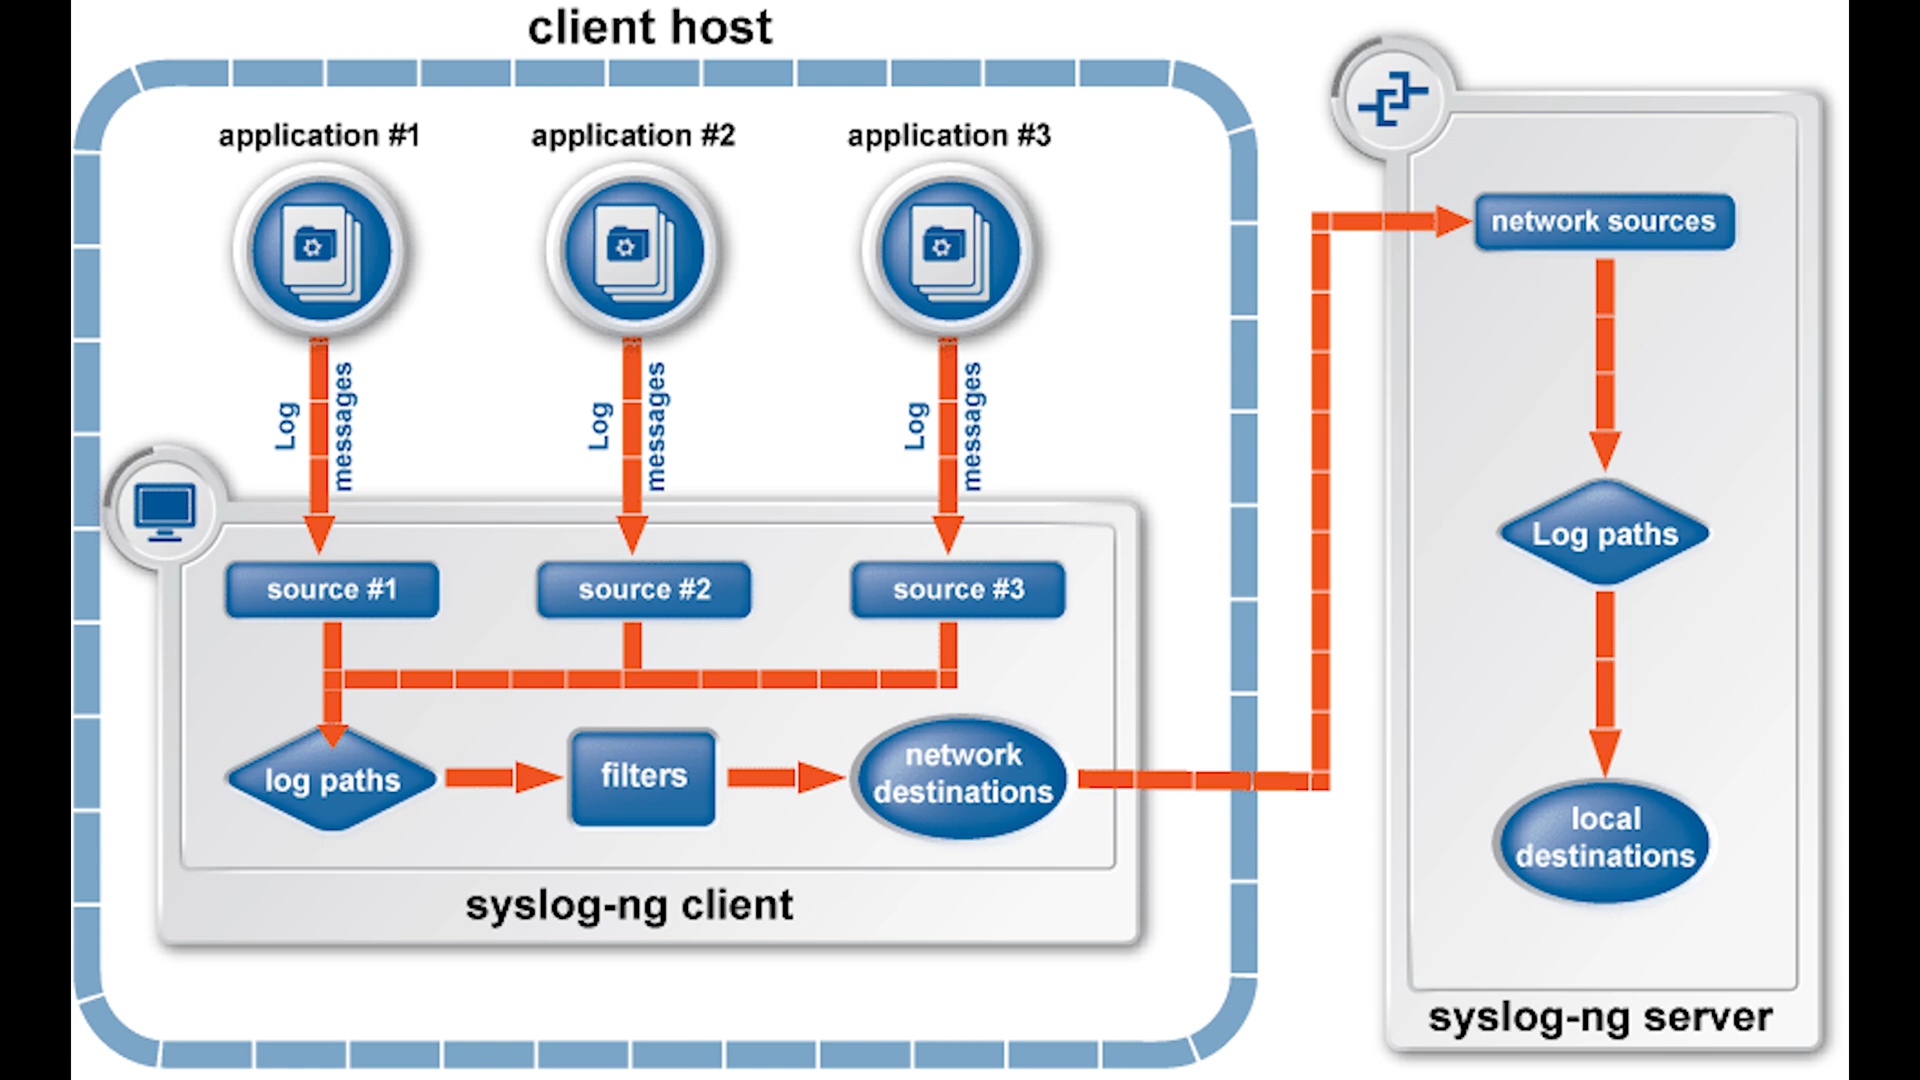 client host
application #1
application #2
application #3
Log
messages
Log
messages
Log
messages
source #1
source #2
source #3
log paths
filters
network
destinations
syslog-ng client
network sources
Log paths
local
destinations
syslog-ng server